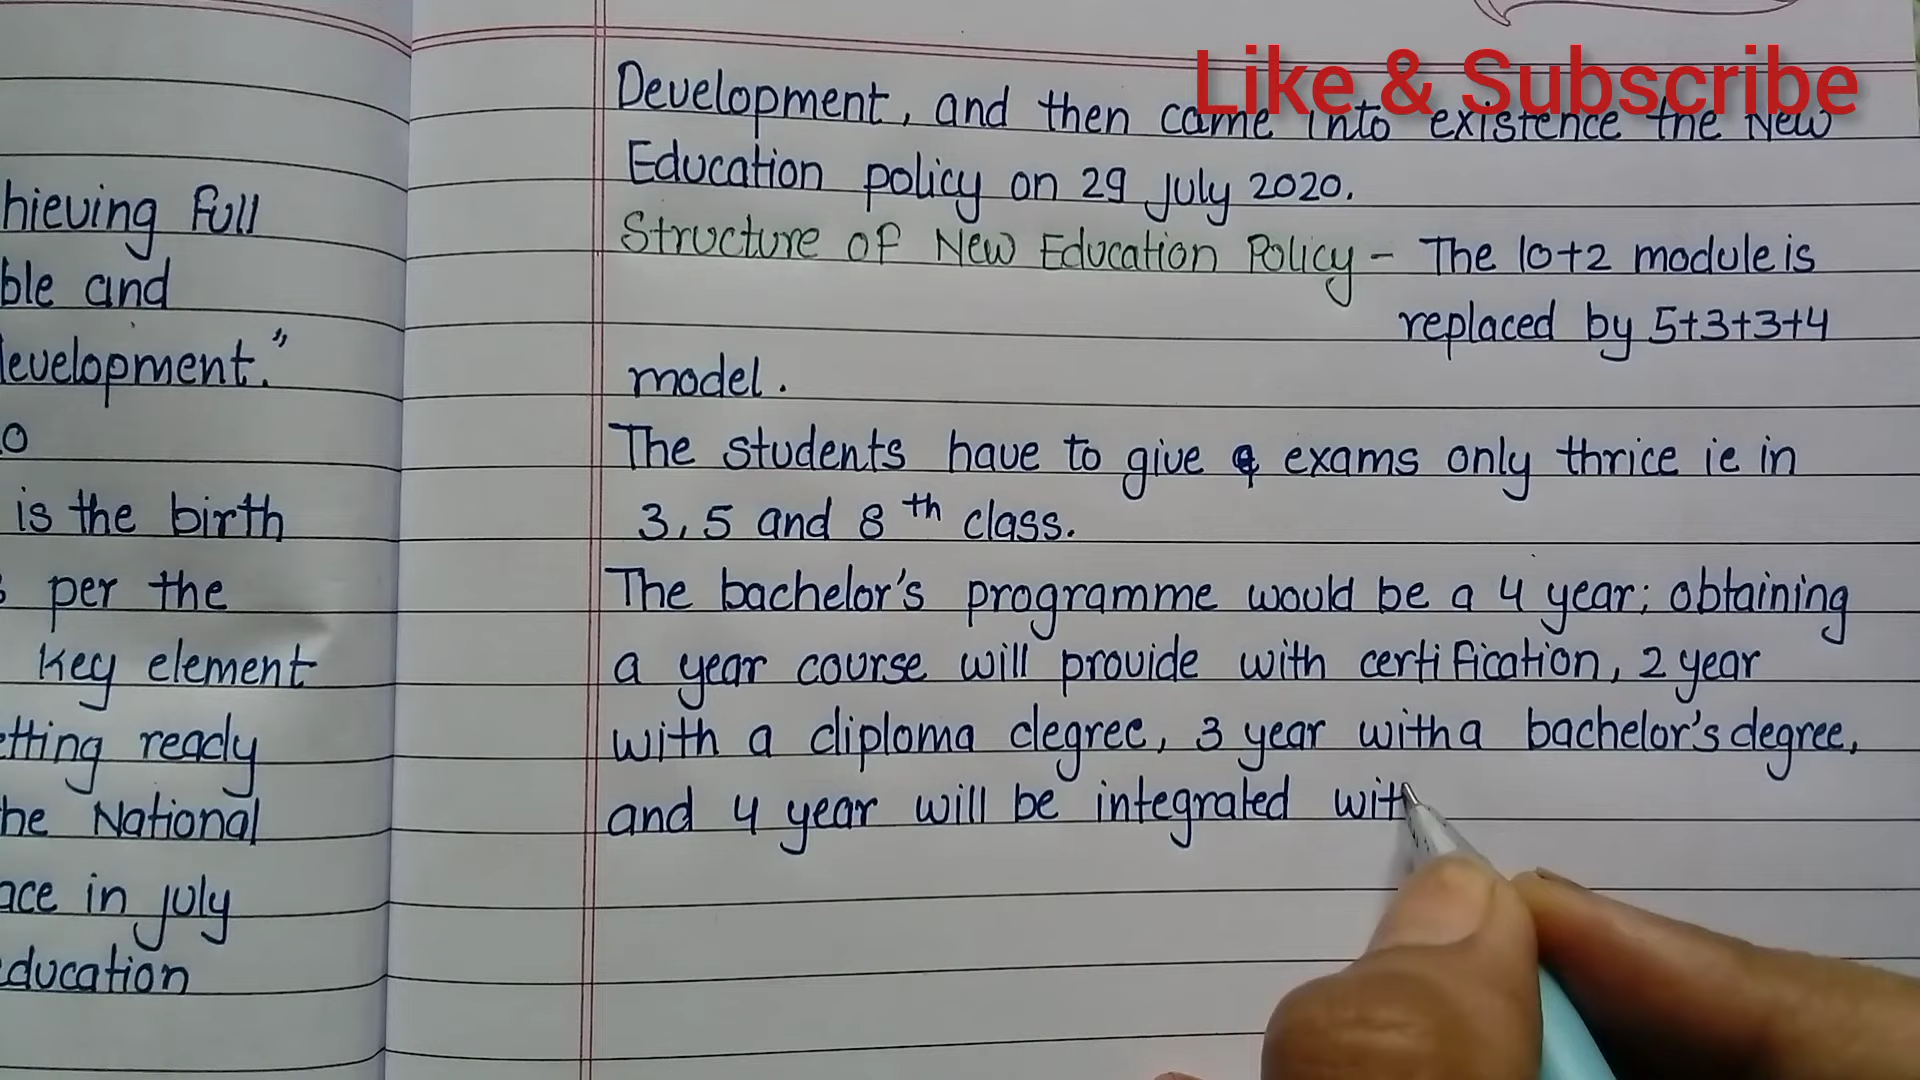 Like & Subscribe
hieving full
ble and
development."
is the birth
per the
key element
etting ready
he National
ace in july
education
Development, and then came into existence the New
Education policy on 29 july 2020.
Structure of New Education Policy - The 10+2 module is
replaced by 5+3+3+4
model.
The students have to give exams only thrice ie in
3, 5 and 8th class.
The bachelor's programme would be a 4 year; obtaining
a year course will provide with certification, 2 year
with a diploma degree, 3 year with a bachelor's degree,
and 4 year will be integrated wit